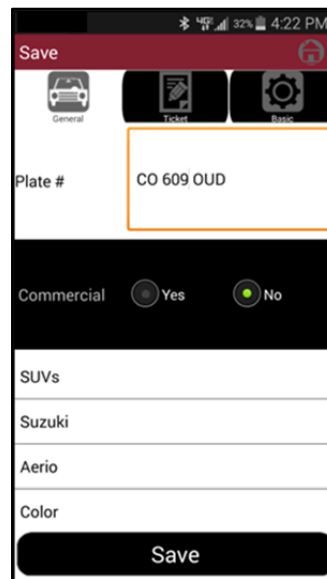 4G 32% 4:22 PM
Save
General Ticket Basic
Plate # CO 609 OUD
Commercial Yes No
SUVs
Suzuki
Aerio
Color
Save